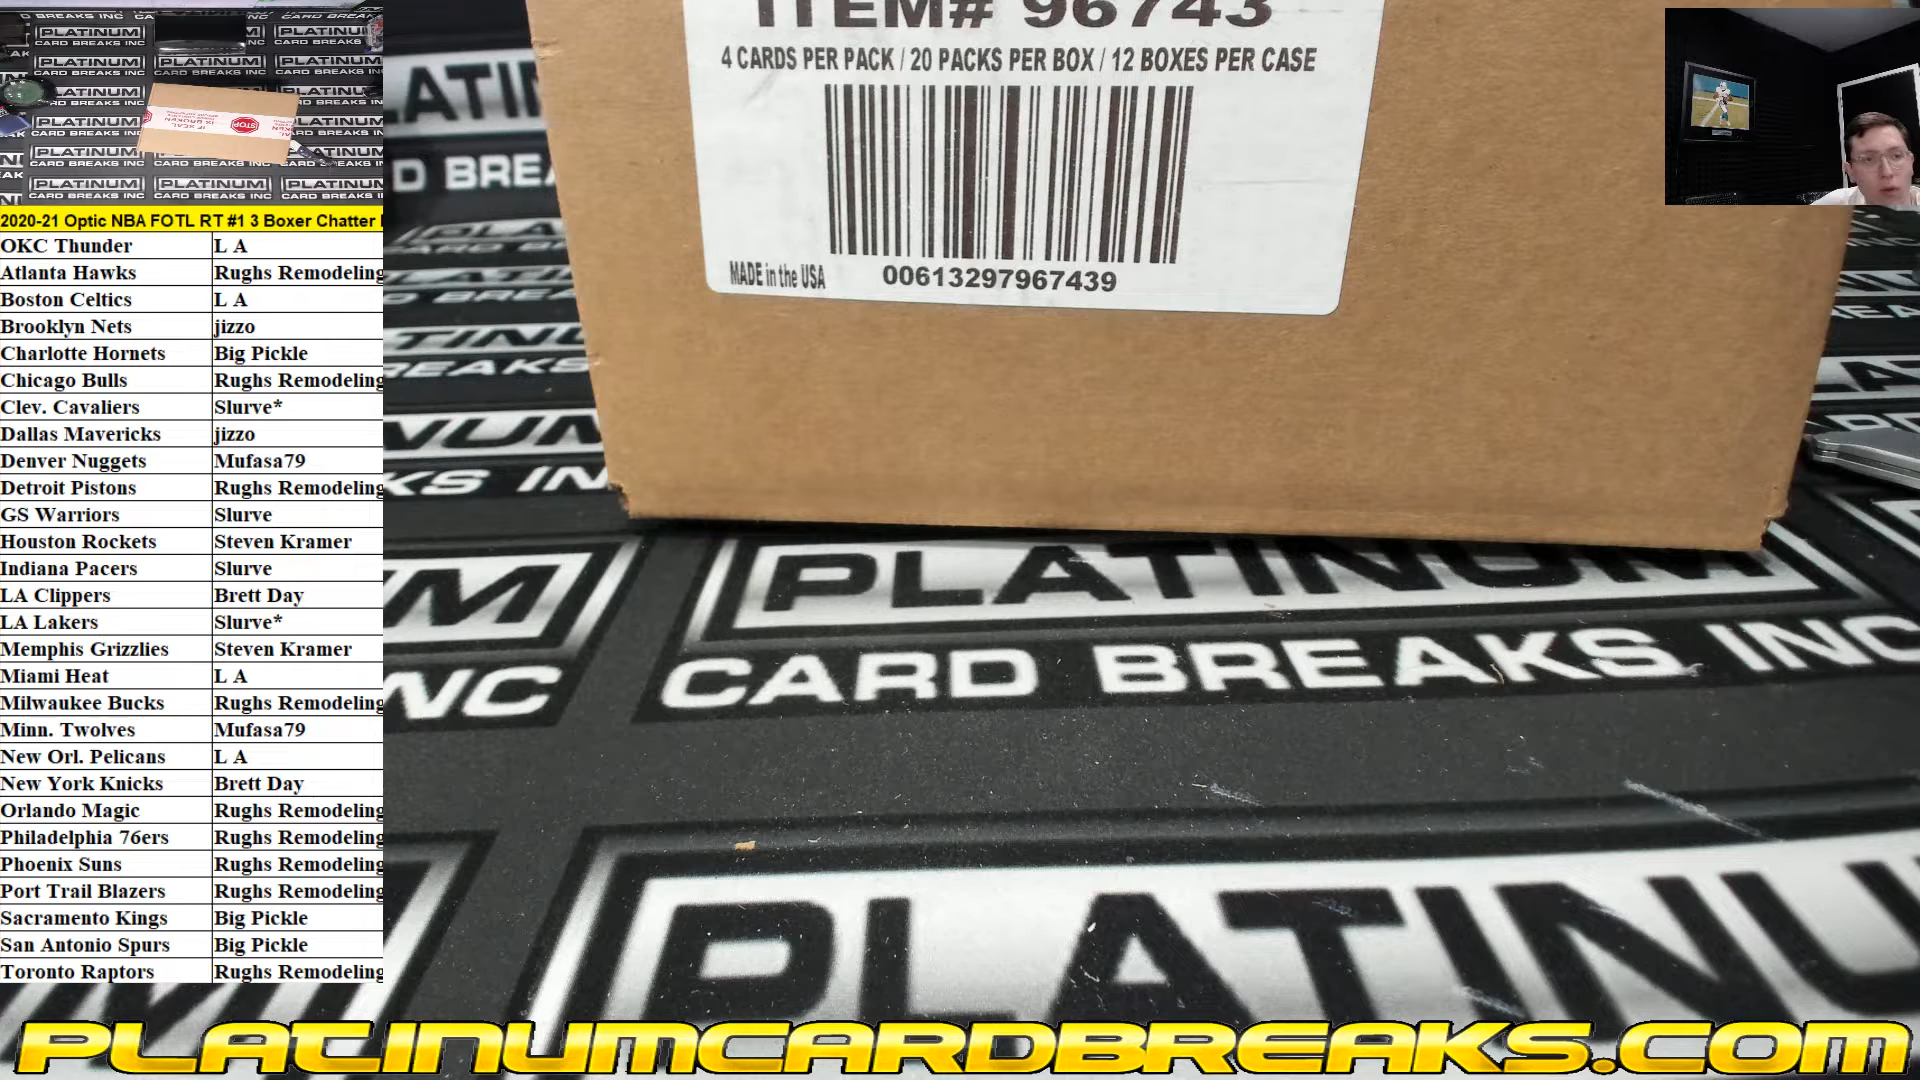 2020-21 Optic NBA FOTL RT #1 3 Boxer Chatter
OKC Thunder L A
Atlanta Hawks Rughs Remodeling
Boston Celtics L A
Brooklyn Nets jizzo
Charlotte Hornets Big Pickle
Chicago Bulls Rughs Remodeling
Clev. Cavaliers Slurve*
Dallas Mavericks jizzo
Denver Nuggets Mufasa79
Detroit Pistons Rughs Remodeling
GS Warriors Slurve
Houston Rockets Steven Kramer
Indiana Pacers Slurve
LA Clippers Brett Day
LA Lakers Slurve*
Memphis Grizzlies Steven Kramer
Miami Heat L A
Milwaukee Bucks Rughs Remodeling
Minn. Twolves Mufasa79
New Orl. Pelicans L A
New York Knicks Brett Day
Orlando Magic Rughs Remodeling
Philadelphia 76ers Rughs Remodeling
Phoenix Suns Rughs Remodeling
Port Trail Blazers Rughs Remodeling
Sacramento Kings Big Pickle
San Antonio Spurs Big Pickle
Toronto Raptors Rughs Remodeling
ITEM# 96743
4 CARDS PER PACK / 20 PACKS PER BOX / 12 BOXES PER CASE
MADE in the USA 00613297967439
PLATINUM
CARD BREAKS INC
PLATINUM
PLATINUMCARDBREAKS.COM